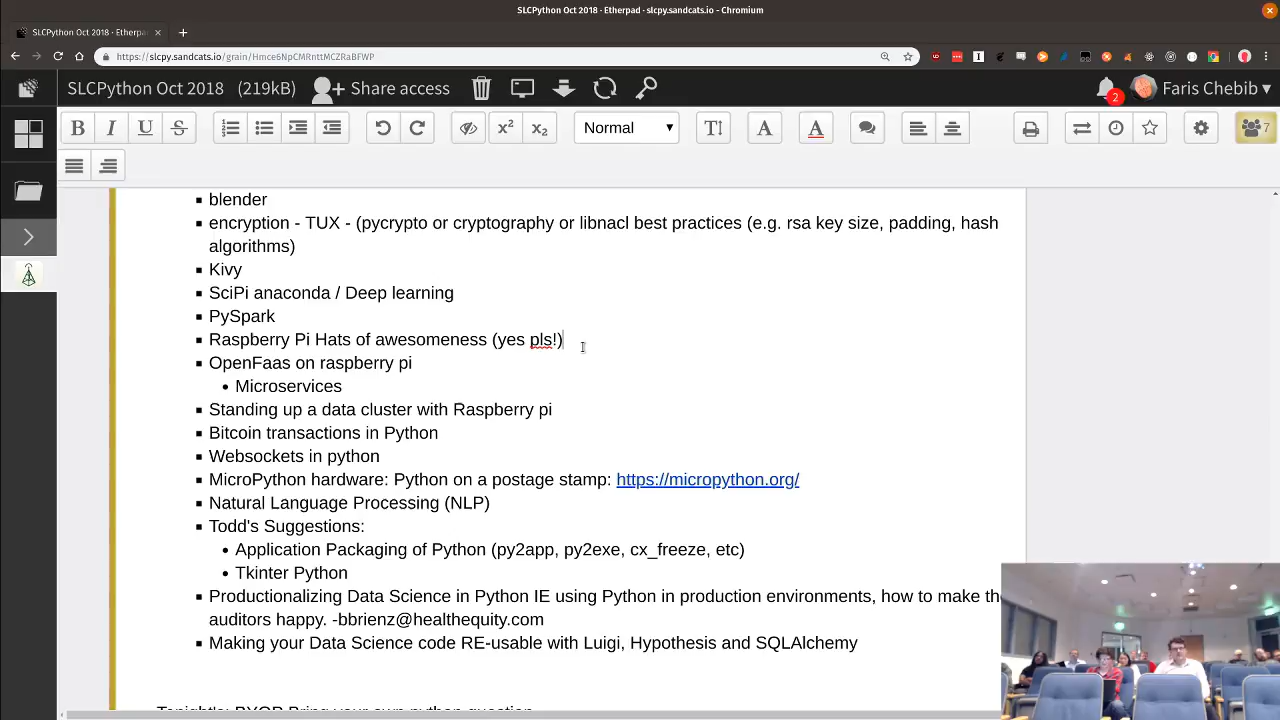 SLCPython Oct 2018 · Etherpad - slcpy.sandcats.io - Chromium
SLCPython Oct 2018 · Etherpa
https://slcpy.sandcats.io/grain/Hmce6NpCMRnttMCZRaBFWP
SLCPython Oct 2018 (219kB) Share access 2 Faris Chebib ▾
B I U S x² x₂ Normal ▼ T A A 7
blender
encryption - TUX - (pycrypto or cryptography or libnacl best practices (e.g. rsa key size, padding, hash
algorithms)
Kivy
SciPi anaconda / Deep learning
PySpark
Raspberry Pi Hats of awesomeness (yes pls!)
OpenFaas on raspberry pi
Microservices
Standing up a data cluster with Raspberry pi
Bitcoin transactions in Python
Websockets in python
MicroPython hardware: Python on a postage stamp: https://micropython.org/
Natural Language Processing (NLP)
Todd's Suggestions:
Application Packaging of Python (py2app, py2exe, cx_freeze, etc)
Tkinter Python
Productionalizing Data Science in Python IE using Python in production environments, how to make th
auditors happy. -bbrienz@healthequity.com
Making your Data Science code RE-usable with Luigi, Hypothesis and SQLAlchemy